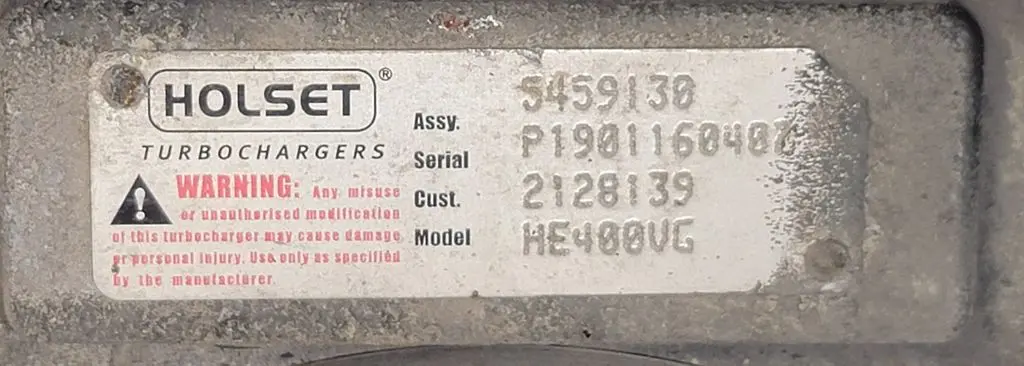 HOLSET®
TURBOCHARGERS
WARNING: Any misuse
or unauthorised modification
of this turbocharger may cause damage
or personal injury. Use only as specified
by the manufacturer.
Assy. 5459130
Serial
Cust. 2128139
Model HE400VG